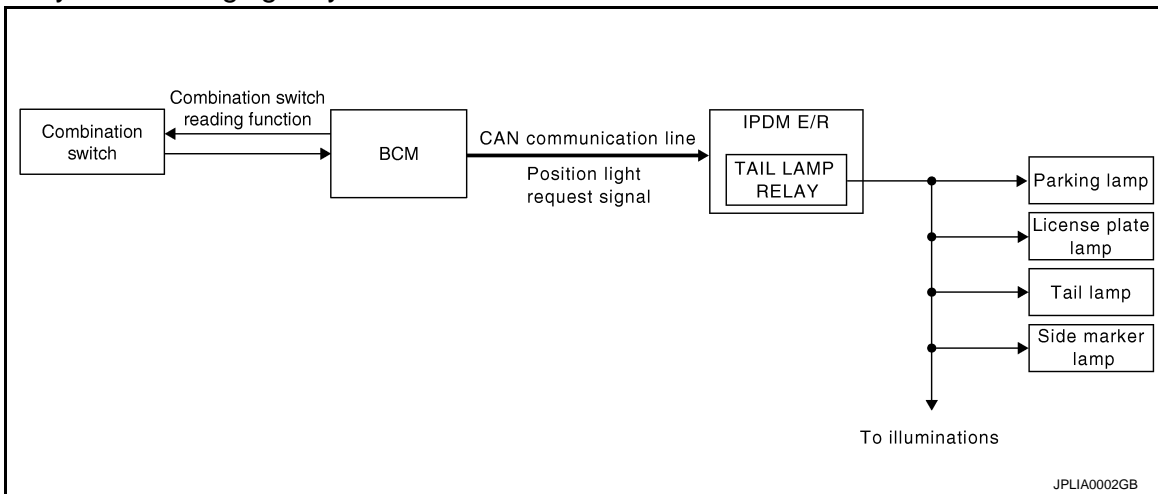 Combination switch
reading function
Combination
switch
BCM
CAN communication line
Position light
request signal
IPDM E/R
TAIL LAMP
RELAY
Parking lamp
License plate
lamp
Tail lamp
Side marker
lamp
To illuminations
JPLIA0002GB